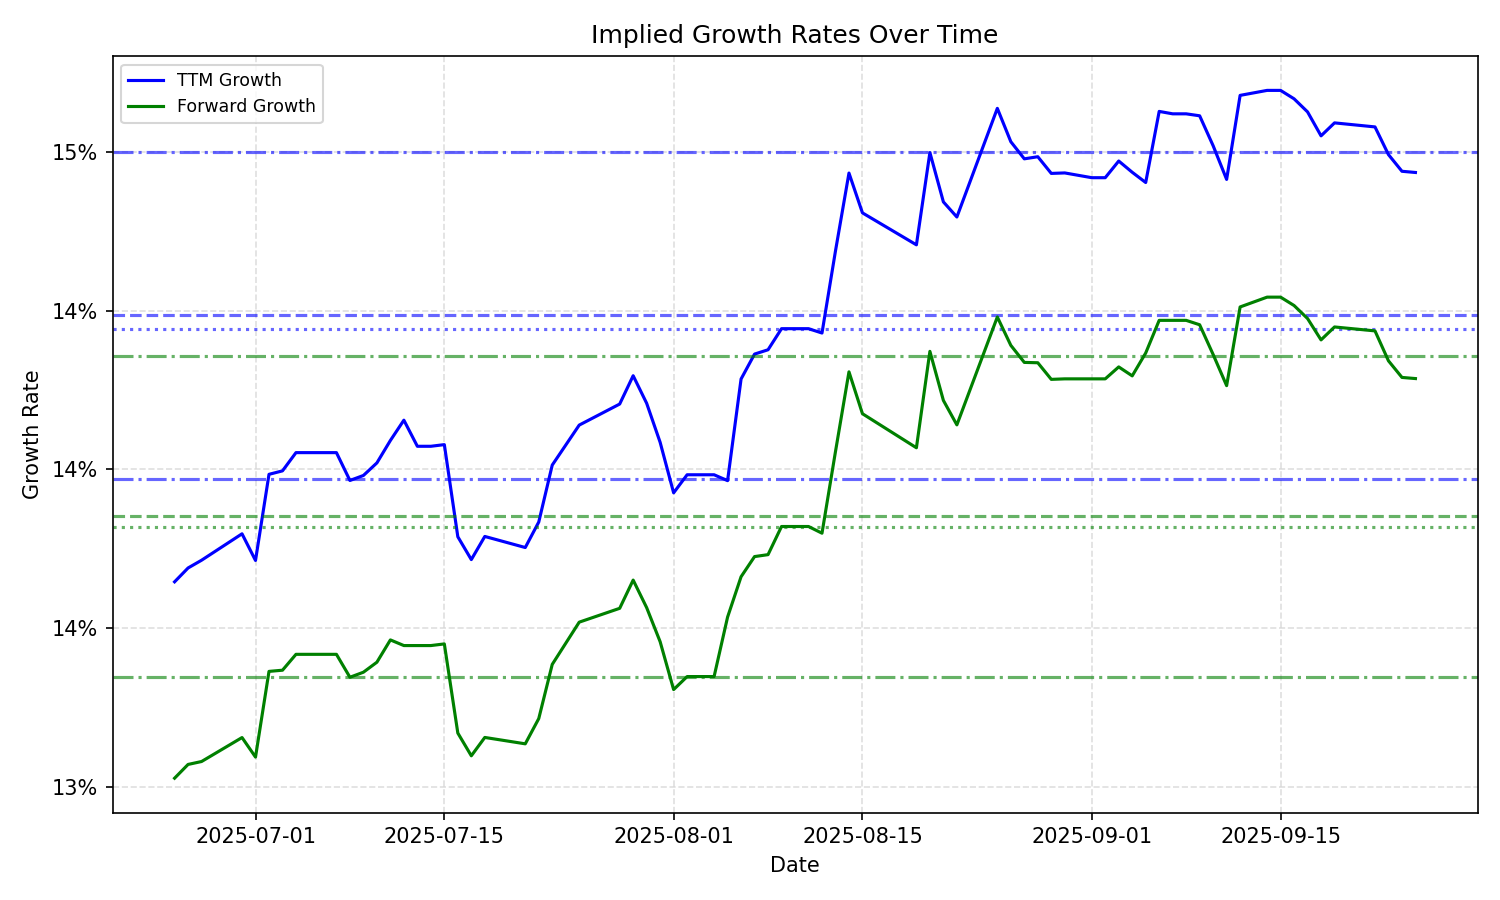 Implied Growth Rates Over Time
TTM Growth
Forward Growth
15%
14%
14%
14%
13%
Growth Rate
2025-07-01
2025-07-15
2025-08-01
2025-08-15
2025-09-01
2025-09-15
Date